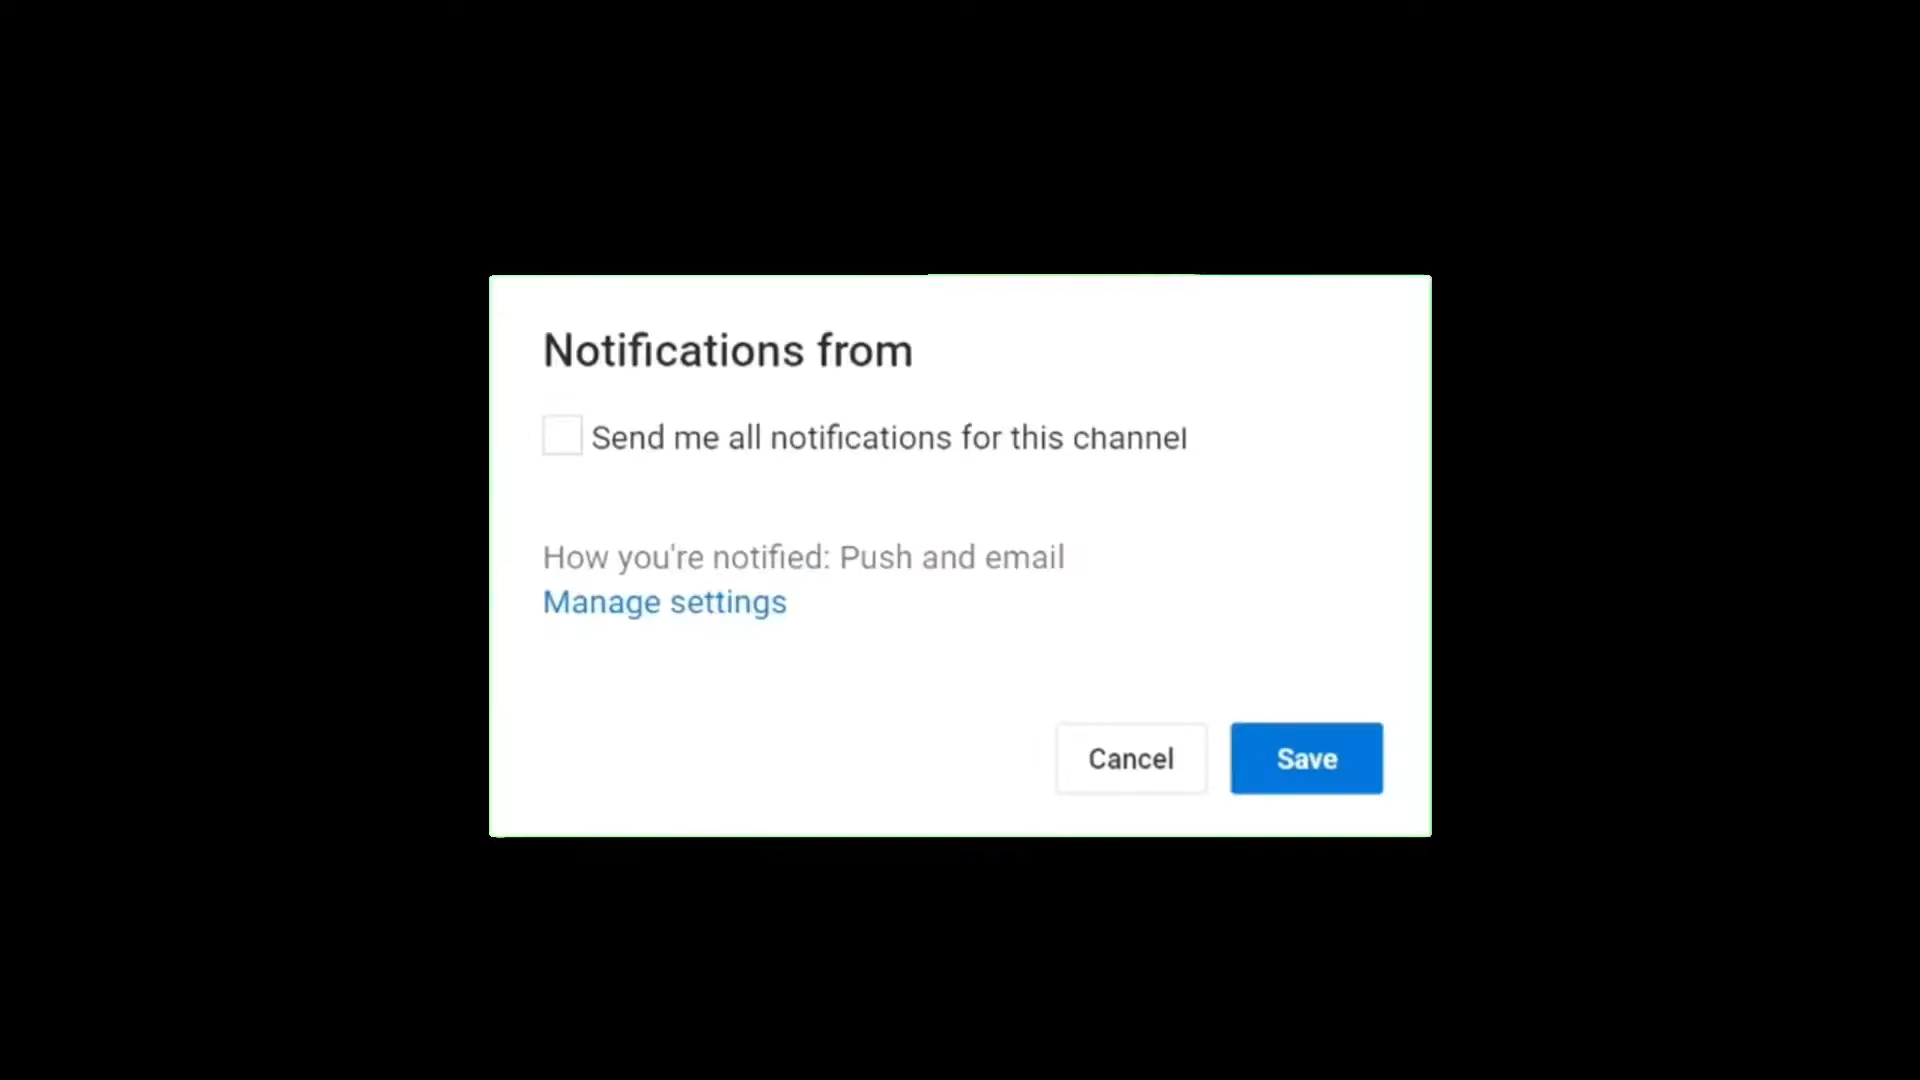 Notifications from
Send me all notifications for this channel
How you're notified: Push and email
Manage settings
Cancel
Save